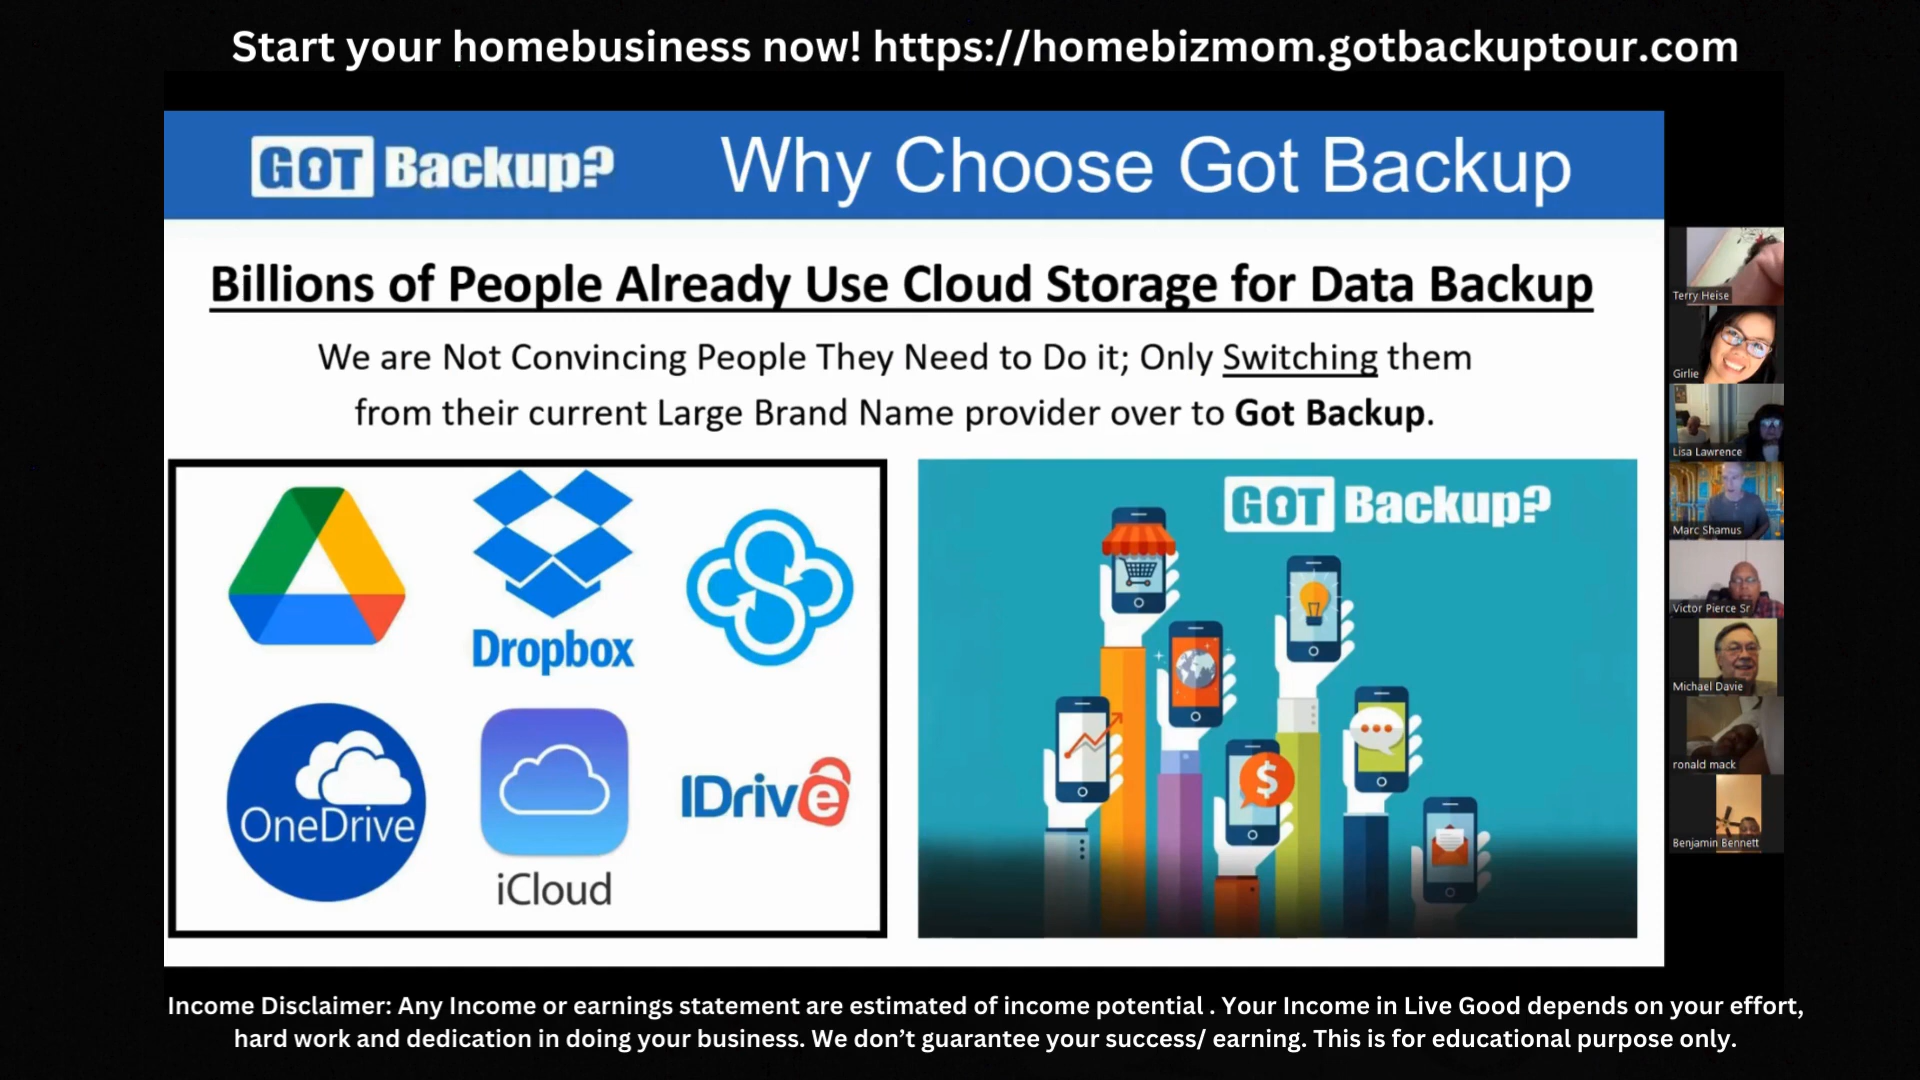 Start your homebusiness now! https://homebizmom.gotbackuptour.com
GOT Backup?
Why Choose Got Backup
Billions of People Already Use Cloud Storage for Data Backup
We are Not Convincing People They Need to Do it; Only Switching them
from their current Large Brand Name provider over to Got Backup.
Dropbox
OneDrive
iCloud
IDrive
GOT Backup?
$
Terry Heise
Girlie
Lisa Lawrence
Marc Shamus
Victor Pierce Sr
Michael Davie
ronald mack
Benjamin Bennett
Income Disclaimer: Any Income or earnings statement are estimated of income potential . Your Income in Live Good depends on your effort,
hard work and dedication in doing your business. We don’t guarantee your success/ earning. This is for educational purpose only.